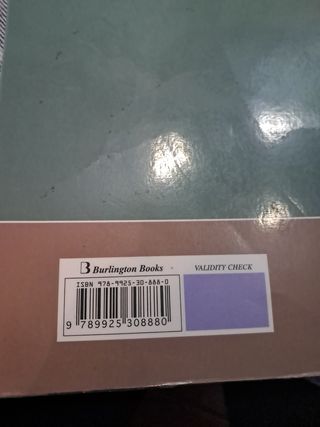 Burlington Books
VALIDITY CHECK
ISBN 978-9925-30-888-0
9 789925 308880